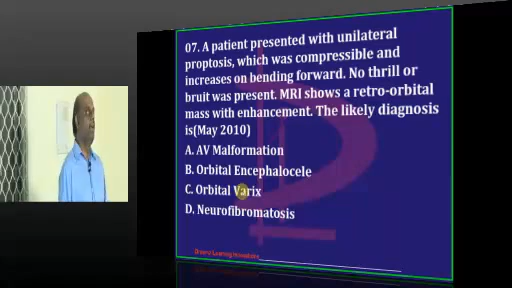 07. A patient presented with unilateral
proptosis, which was compressible and
increases on bending forward. No thrill or
bruit was present. MRI shows a retro-orbital
mass with enhancement. The likely diagnosis
is(May 2010)
A. AV Malformation
B. Orbital Encephalocele
C. Orbital Varix
D. Neurofibromatosis